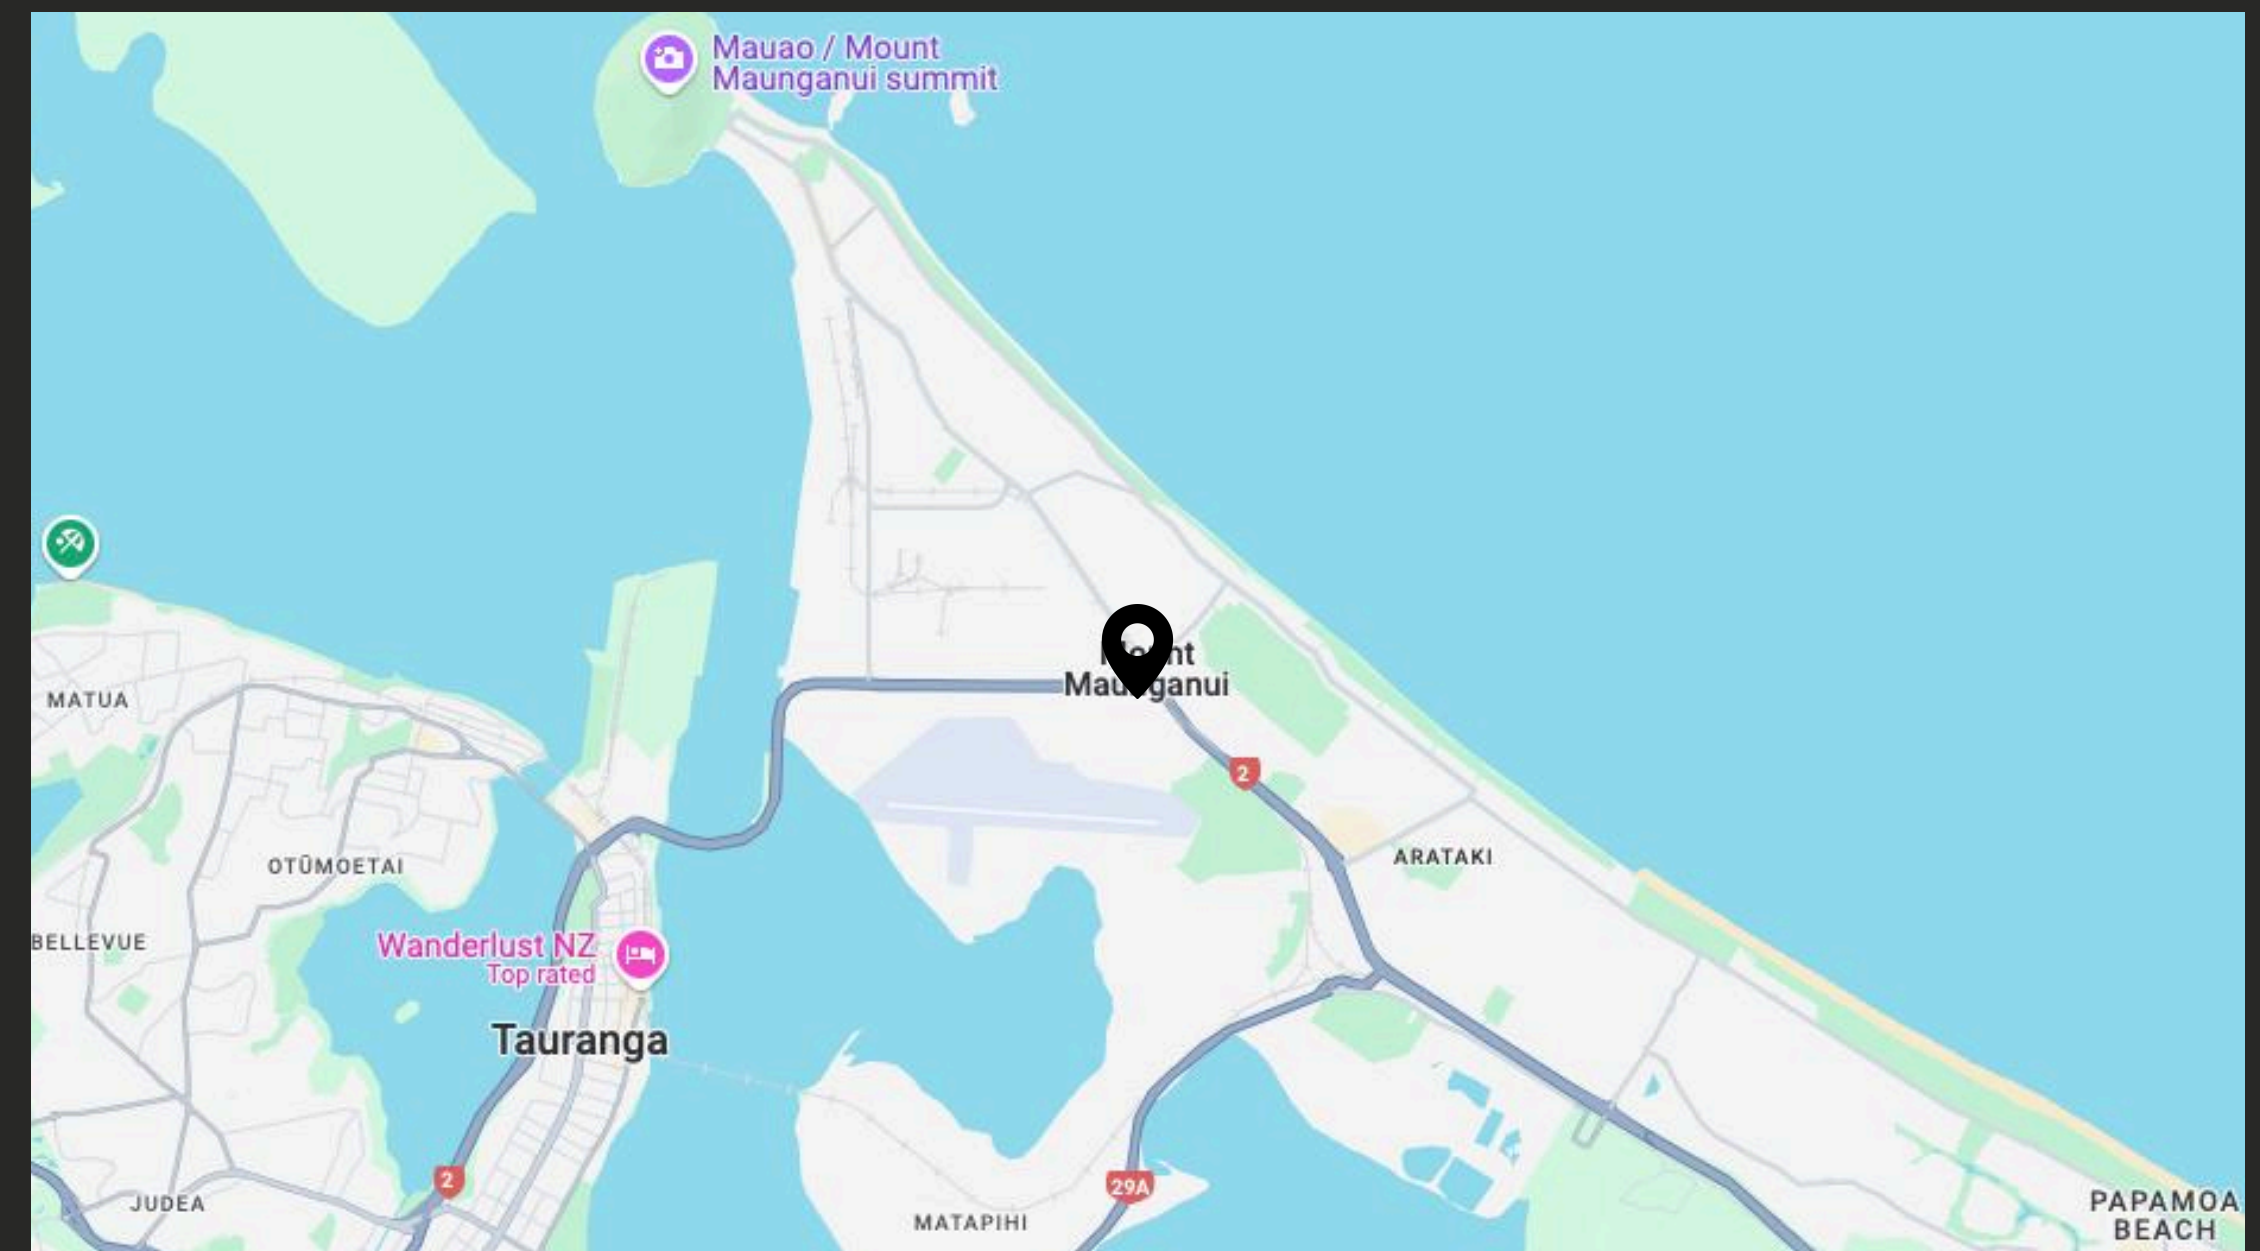 Mauao / Mount
Maunganui summit
Mount
Maunganui
MATUA
2
ARATAKI
OTŪMOETAI
BELLEVUE
Wanderlust NZ
Top rated
Tauranga
2
29A
JUDEA
MATAPIHI
PAPAMOA
BEACH